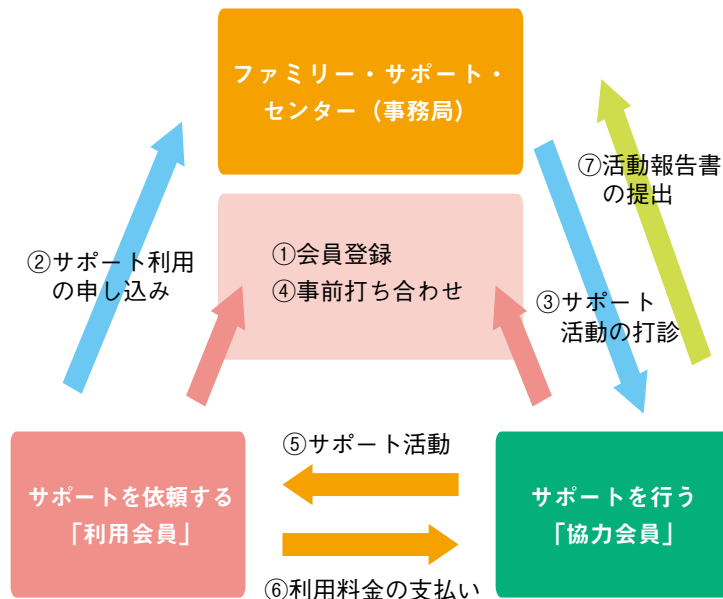 ファミリー・サポート・
センター（事務局）
⑦活動報告書
の提出
①会員登録
④事前打ち合わせ
②サポート利用
の申し込み
③サポート
活動の打診
⑤サポート活動
サポートを依頼する
「利用会員」
サポートを行う
「協力会員」
⑥利用料金の支払い